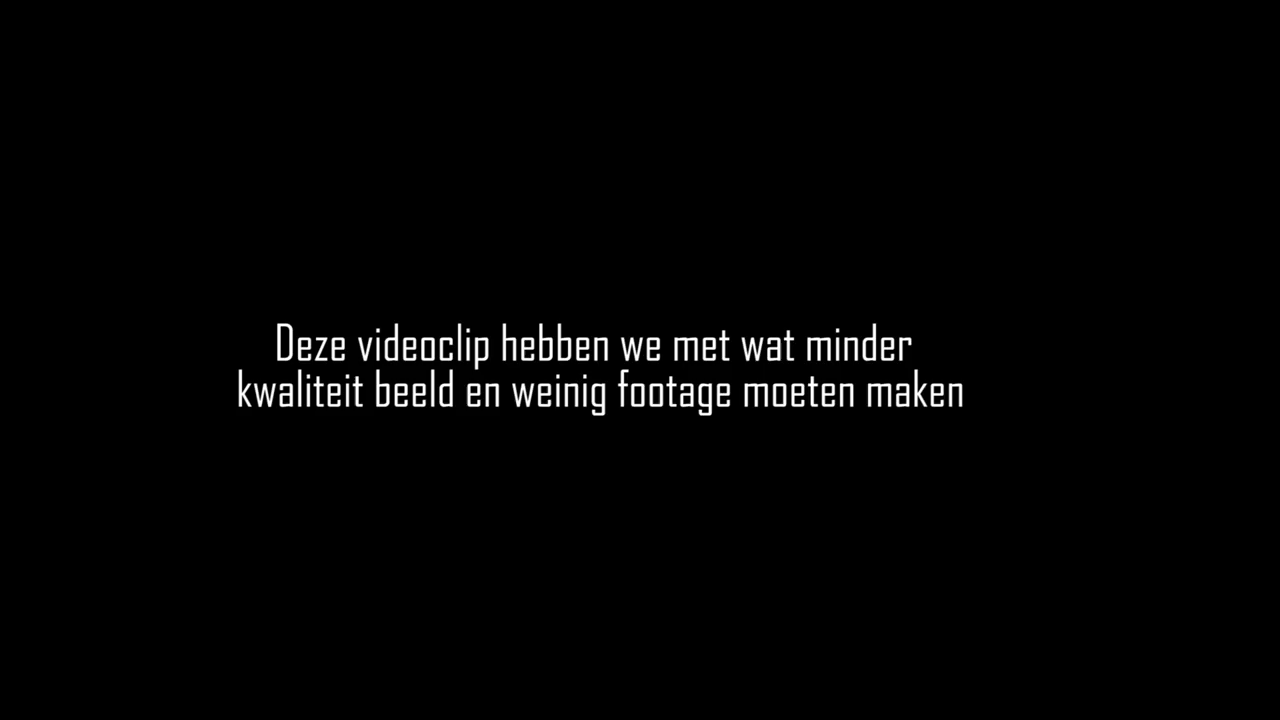 Deze videoclip hebben we met wat minder
kwaliteit beeld en weinig footage moeten maken